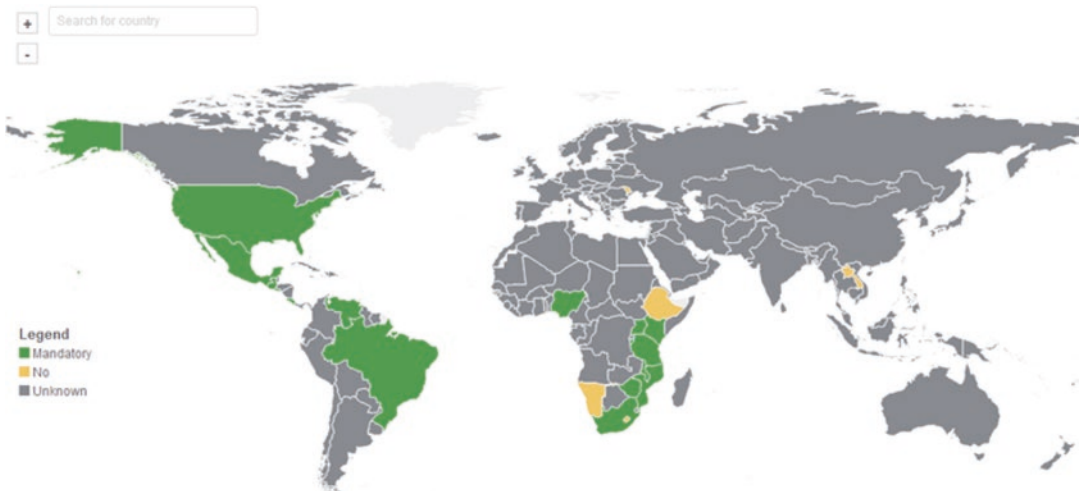 +
Search for country
-
Legend
Mandatory
No
Unknown